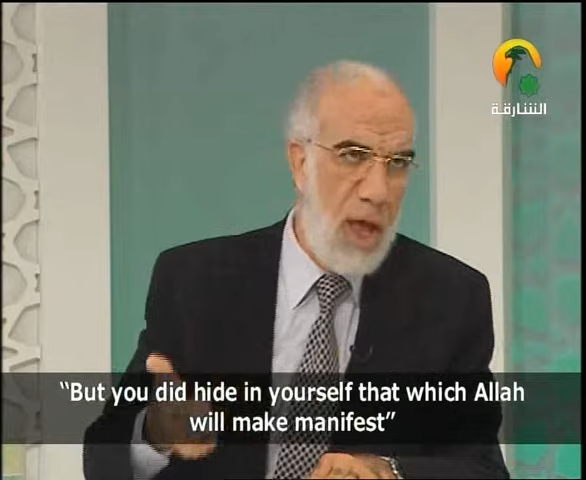 الشارقة
“But you did hide in yourself that which Allah
will make manifest”